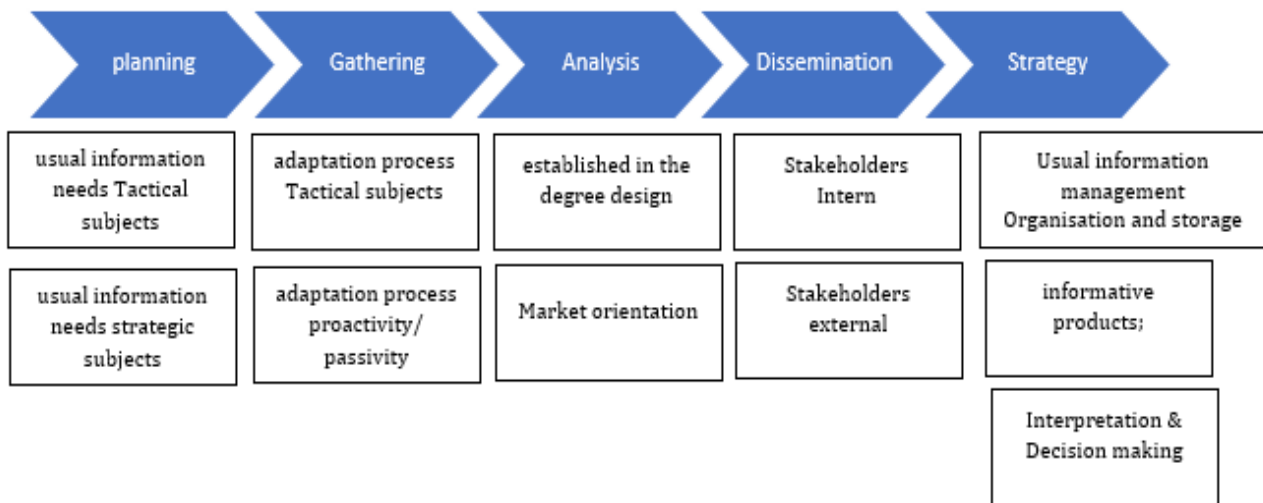 planning
Gathering
Analysis
Dissemination
Strategy
usual information
needs Tactical
subjects
adaptation process
Tactical subjects
established in the
degree design
Stakeholders
Intern
Usual information
management
Organisation and storage
usual information
needs strategic
subjects
adaptation process
proactivity/
passivity
Market orientation
Stakeholders
external
informative
products;
Interpretation &
Decision making